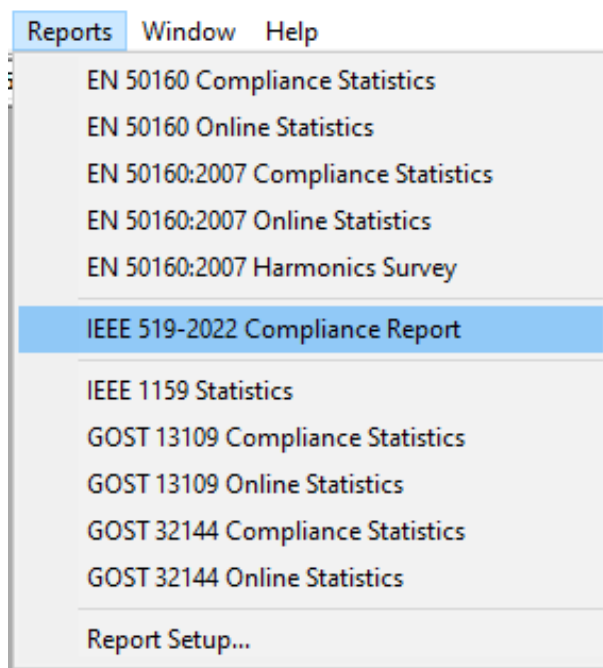 Reports Window Help
EN 50160 Compliance Statistics
EN 50160 Online Statistics
EN 50160:2007 Compliance Statistics
EN 50160:2007 Online Statistics
EN 50160:2007 Harmonics Survey
IEEE 519-2022 Compliance Report
IEEE 1159 Statistics
GOST 13109 Compliance Statistics
GOST 13109 Online Statistics
GOST 32144 Compliance Statistics
GOST 32144 Online Statistics
Report Setup...